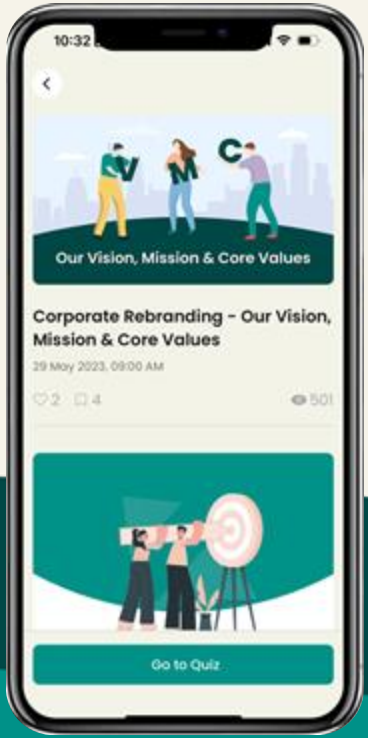 10:32
V M C
Our Vision, Mission & Core Values
Corporate Rebranding - Our Vision,
Mission & Core Values
29 May 2023, 09:00 AM
2 4 501
Go to Quiz